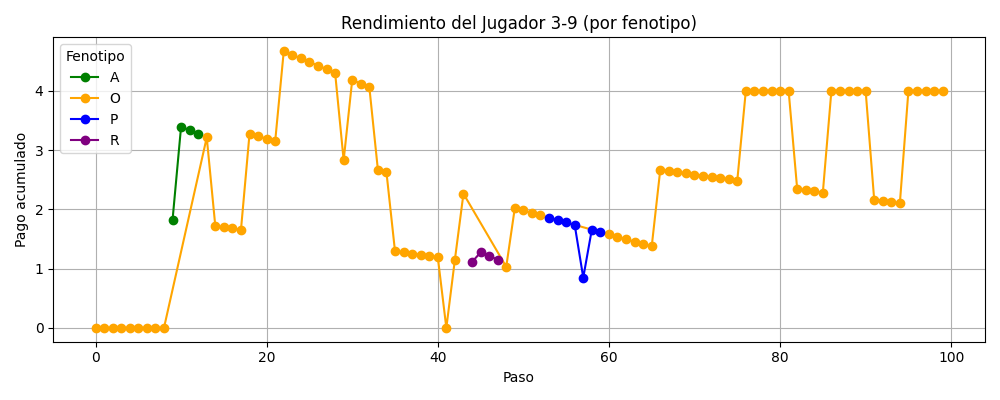 Rendimiento del Jugador 3-9 (por fenotipo)
Fenotipo
A
O
P
R
Pago acumulado
4
3
2
1
0
0 20 40 60 80 100
Paso